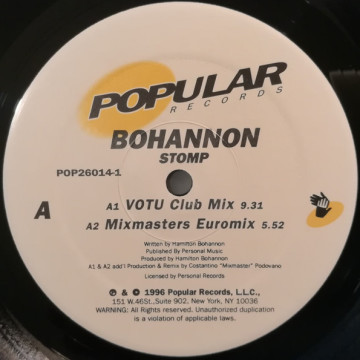 POPULAR
RECORDS
BOHANNON
STOMP
POP26014-1
A
A1 VOTU Club Mix 9.31
A2 Mixmasters Euromix 5.52
Written by Hamilton Bohannon
Published By Personal Music
Produced by Hamilton Bohannon
A1 & A2 add'l Production & Remix by Costantino "Mixmaster" Padovano
Licensed by Personal Records
℗ & © 1996 Popular Records, L.L.C.,
151 W.46St., Suite 902, New York, NY 10036
WARNING: All rights reserved. Unauthorized duplication
is a violation of applicable laws.